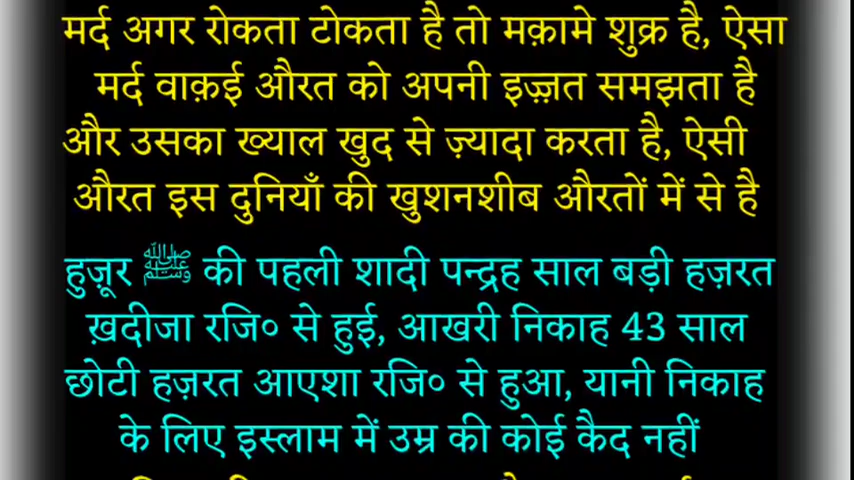 मर्द अगर रोकता टोकता है तो मक़ामे शुक्र है, ऐसा
मर्द वाक़ई औरत को अपनी इज़्ज़त समझता है
और उसका ख्याल खुद से ज़्यादा करता है, ऐसी
औरत इस दुनियाँ की खुशनशीब औरतों में से है
हुज़ूर ﷺ की पहली शादी पन्द्रह साल बड़ी हज़रत
ख़दीजा रजि० से हुई, आखरी निकाह 43 साल
छोटी हज़रत आएशा रजि० से हुआ, यानी निकाह
के लिए इस्लाम में उम्र की कोई कैद नहीं